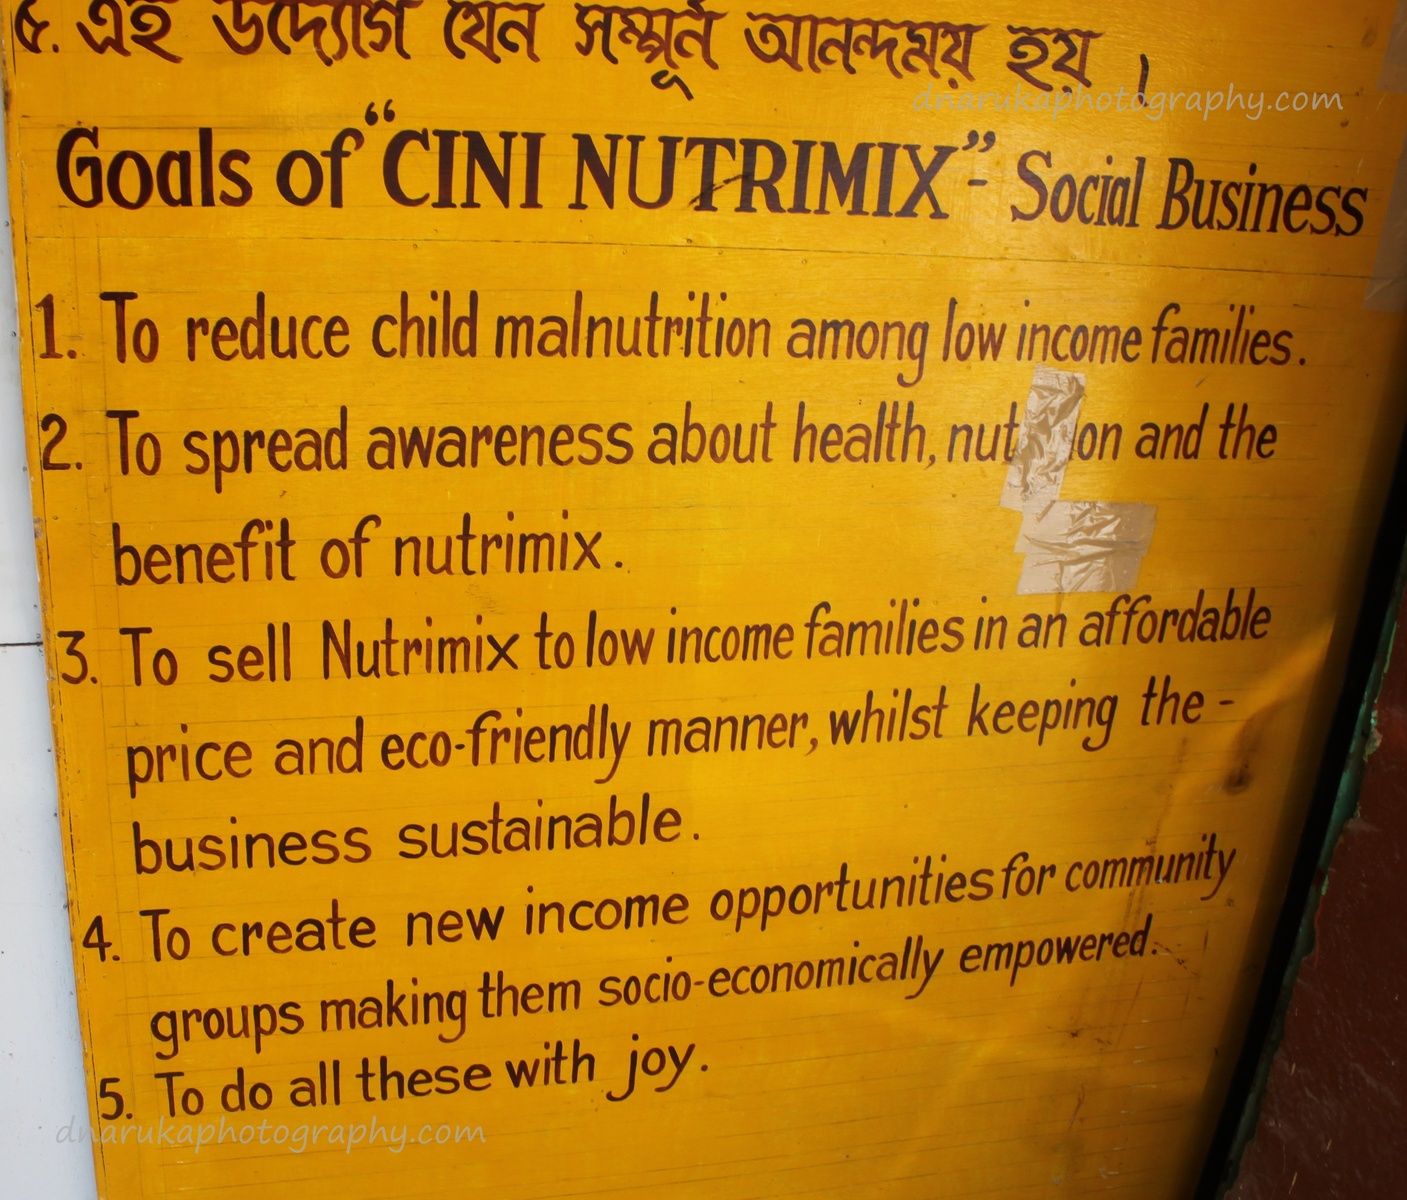 ৫. এই উদ্যোগ যেন সম্পূর্ন আনন্দময় হয় ।
dnarukaphotography.com
Goals of “CINI NUTRIMIX” - Social Business
1. To reduce child malnutrition among low income families.
2. To spread awareness about health, and the
benefit of nutrimix.
3. To sell Nutrimix to low income families in an affordable
price and eco-friendly manner, whilst keeping the -
business sustainable.
4. To create new income opportunities for community
groups making them socio-economically empowered.
5. To do all these with joy.
dnarukaphotography.com